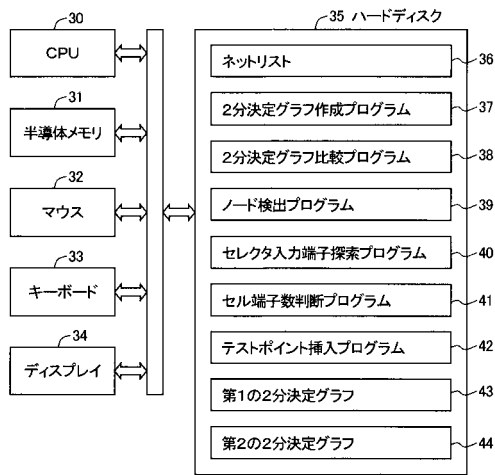 30
CPU
31
半導体メモリ
32
マウス
33
キーボード
34
ディスプレイ
35 ハードディスク
ネットリスト 36
2分決定グラフ作成プログラム 37
2分決定グラフ比較プログラム 38
ノード検出プログラム 39
セレクタ入力端子探索プログラム 40
セル端子数判断プログラム 41
テストポイント挿入プログラム 42
第1の2分決定グラフ 43
第2の2分決定グラフ 44